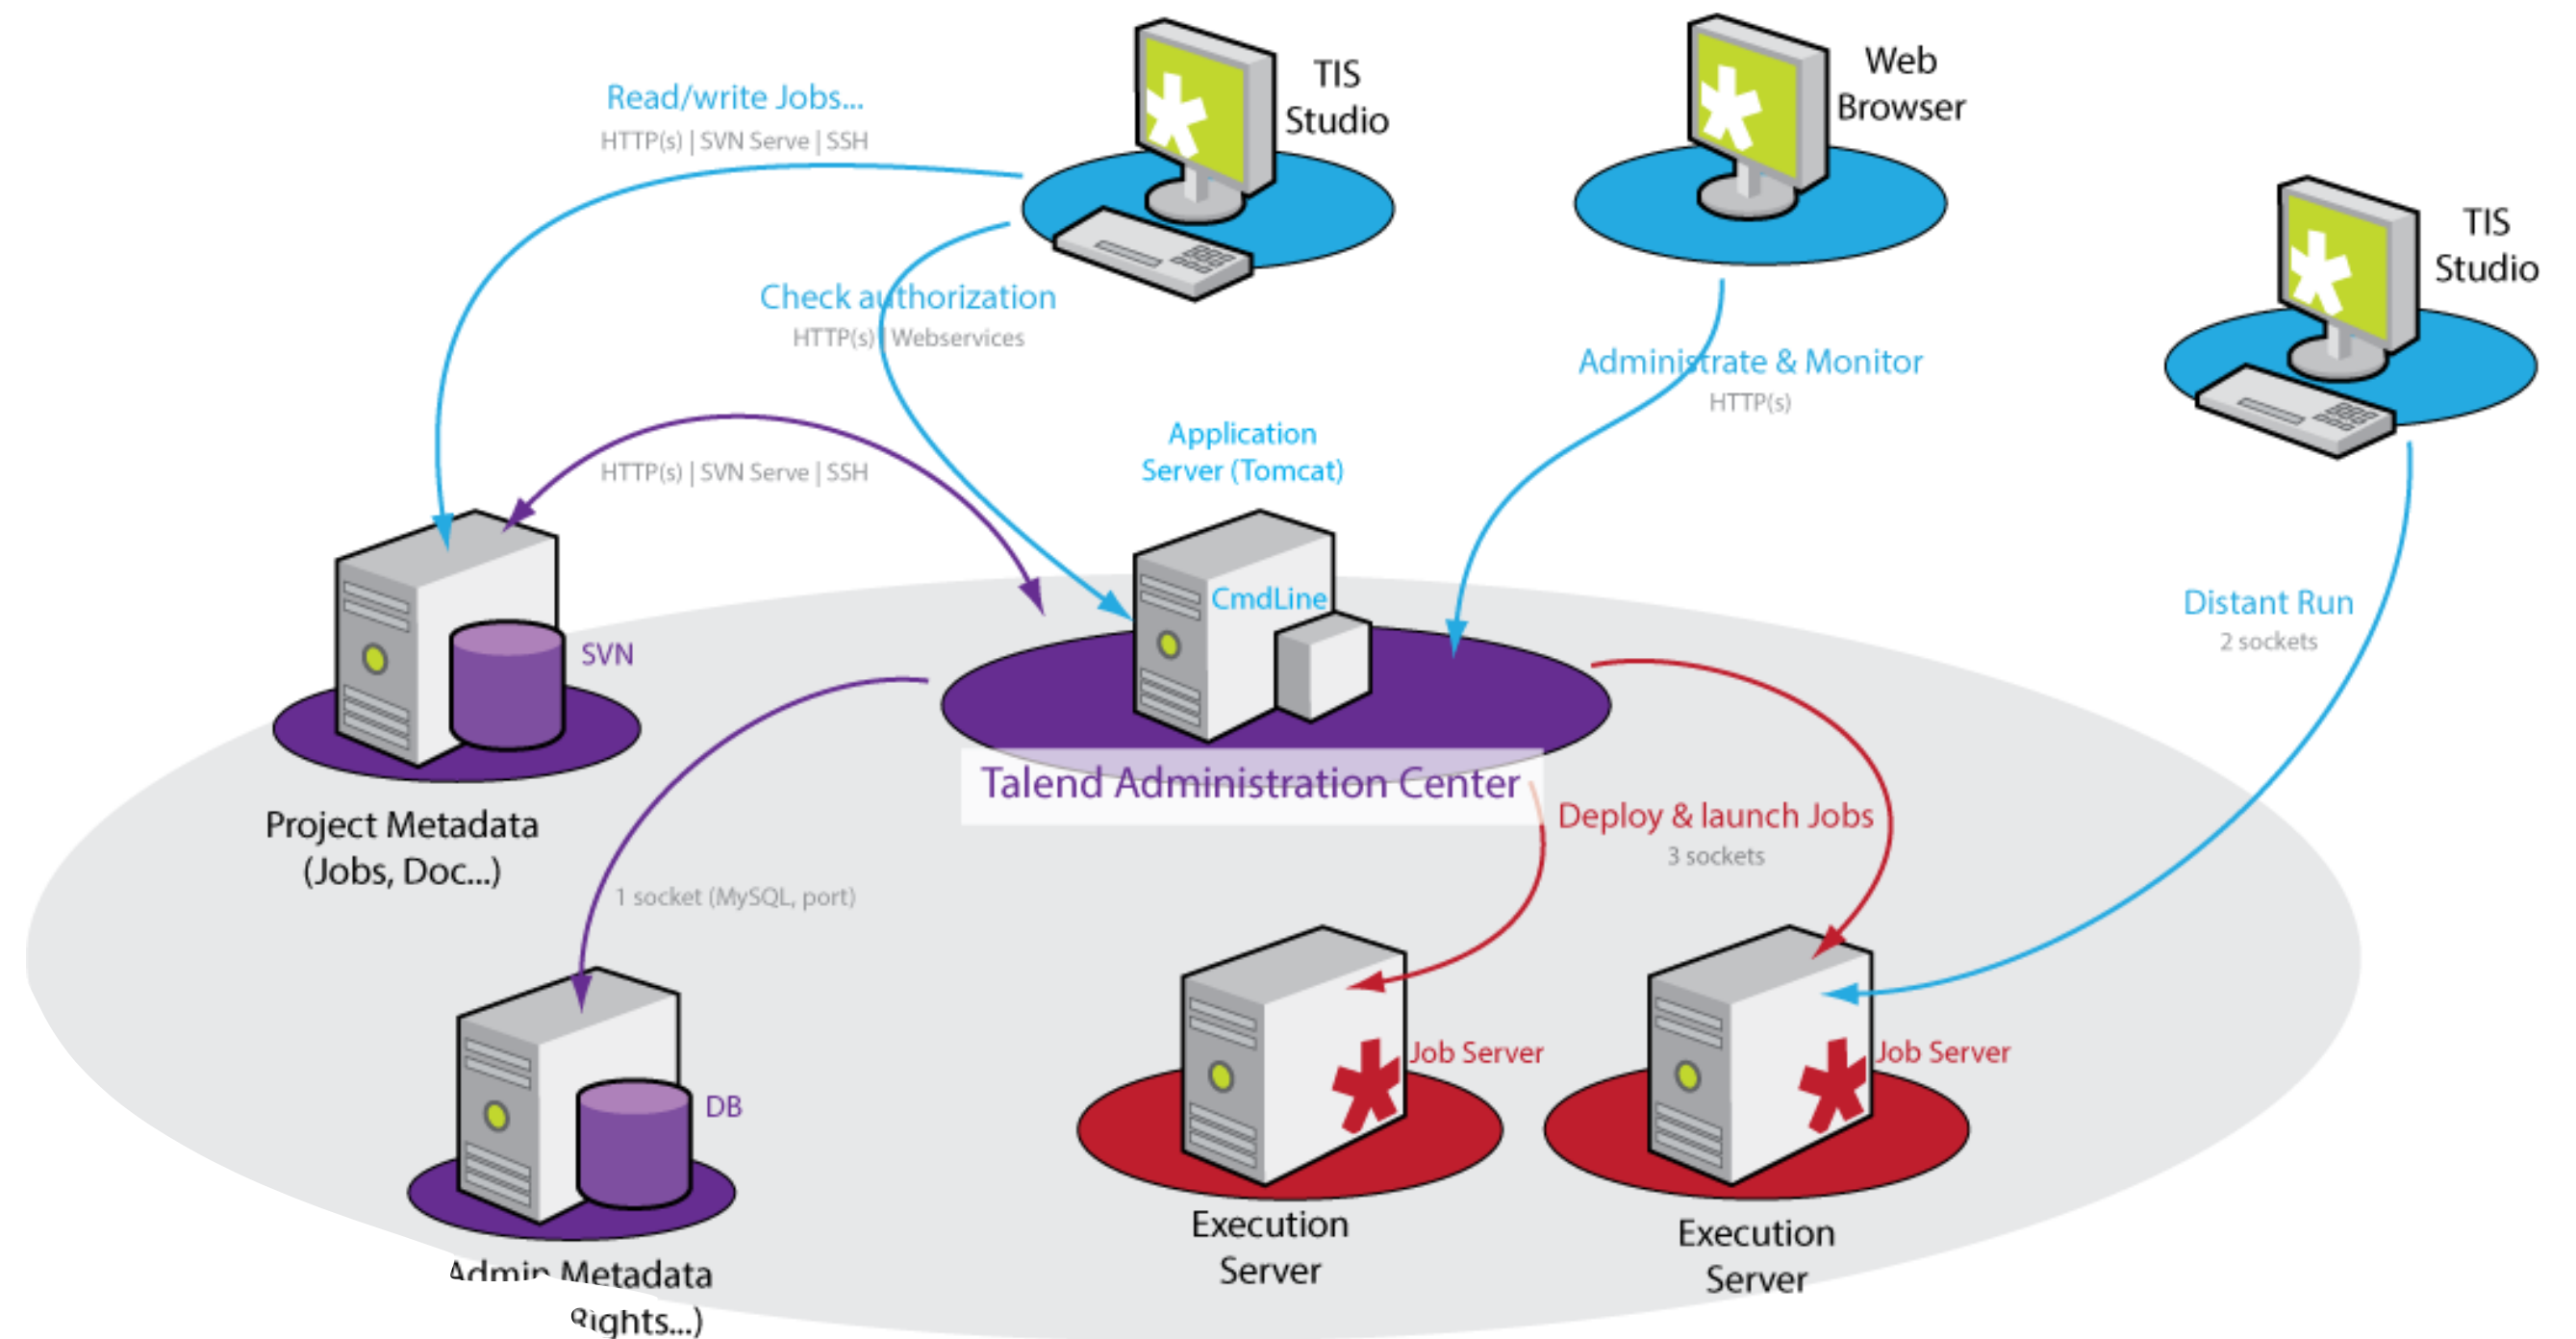 TIS
Studio
Web
Browser
TIS
Studio
Read/write Jobs...
HTTP(s) | SVN Serve | SSH
Check authorization
HTTP(s) | Webservices
Administrate & Monitor
HTTP(s)
Application
Server (Tomcat)
HTTP(s) | SVN Serve | SSH
CmdLine
Distant Run
2 sockets
SVN
Talend Administration Center
Project Metadata
(Jobs, Doc...)
Deploy & launch Jobs
3 sockets
1 socket (MySQL, port)
Job Server
Job Server
DB
Execution
Server
Execution
Server
Admin Metadata
Rights...)